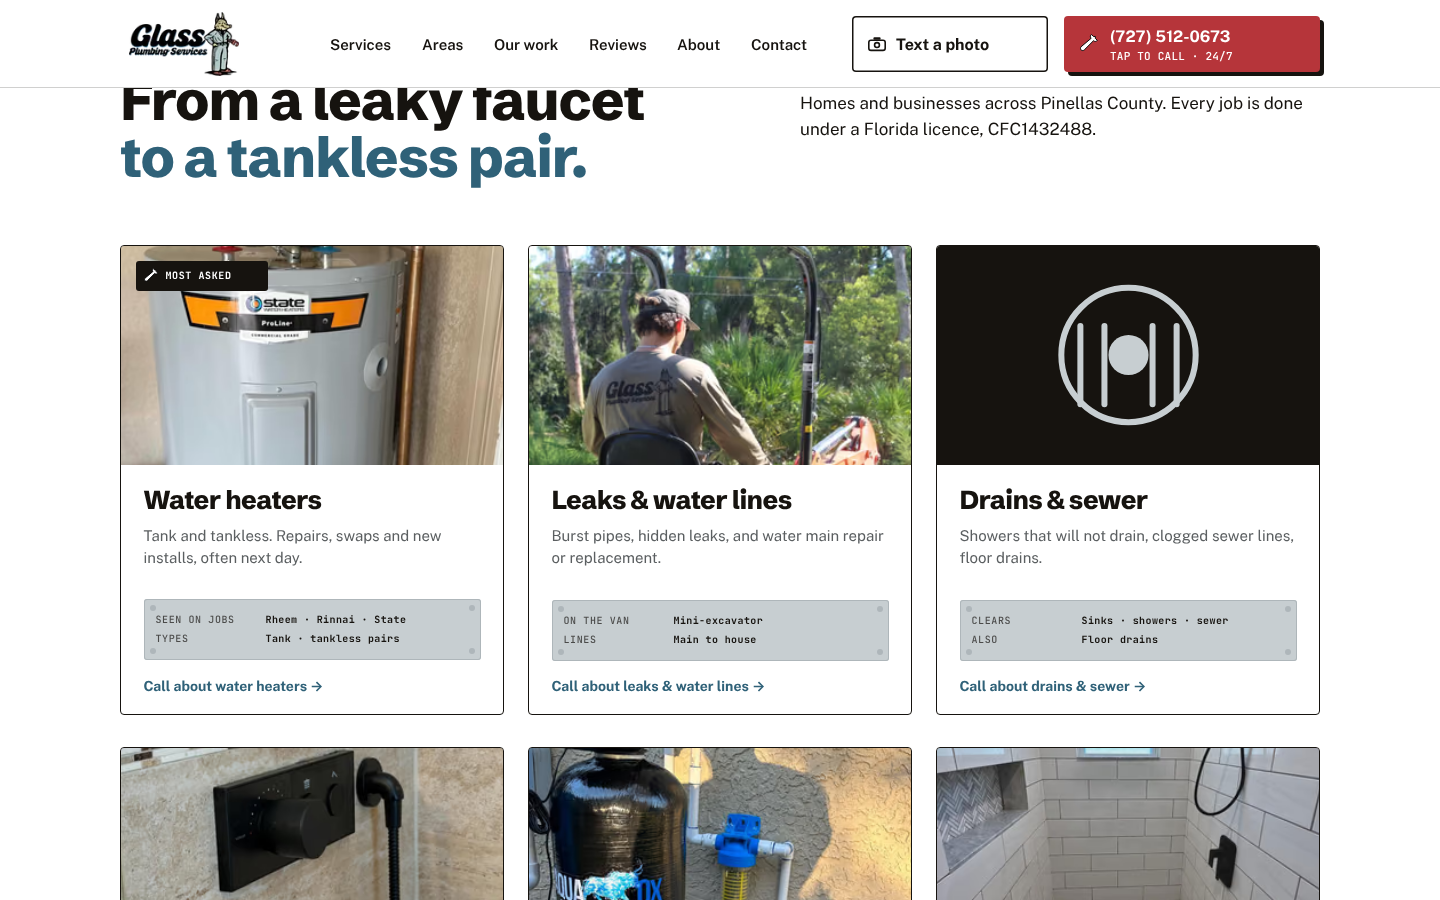 Glass
Plumbing Services
Services
Areas
Our work
Reviews
About
Contact
Text a photo
(727) 512-0673
TAP TO CALL · 24/7
From a leaky faucet
to a tankless pair.
Homes and businesses across Pinellas County. Every job is done
under a Florida licence, CFC1432488.
MOST ASKED
state
ProLine
COMMERCIAL GRADE
Glass
Plumbing Services
Water heaters
Tank and tankless. Repairs, swaps and new
installs, often next day.
SEEN ON JOBS Rheem · Rinnai · State
TYPES Tank · tankless pairs
Call about water heaters →
Leaks & water lines
Burst pipes, hidden leaks, and water main repair
or replacement.
ON THE VAN Mini-excavator
LINES Main to house
Call about leaks & water lines →
Drains & sewer
Showers that will not drain, clogged sewer lines,
floor drains.
CLEARS Sinks · showers · sewer
ALSO Floor drains
Call about drains & sewer →